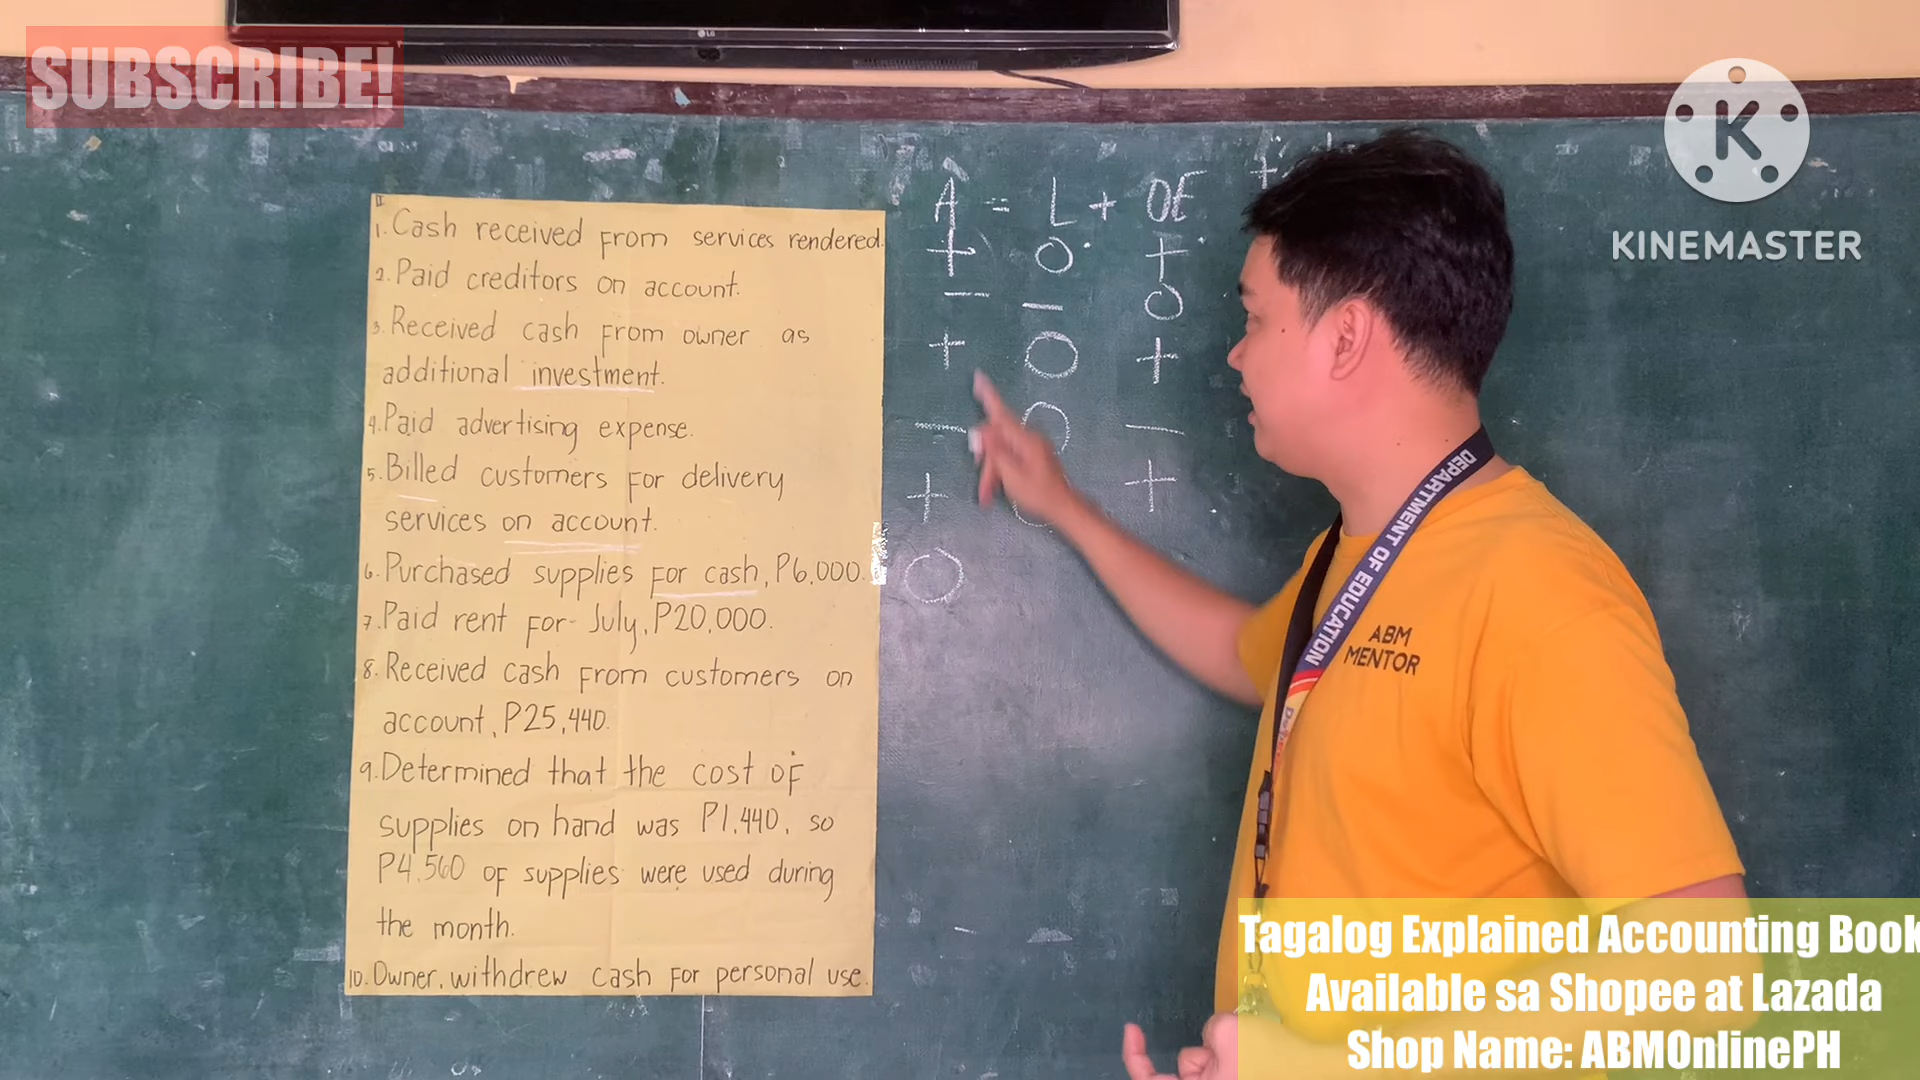 LG
SUBSCRIBE!
KINEMASTER
II.
1. Cash received from services rendered.
2. Paid creditors on account.
3. Received cash from owner as
additional investment.
4. Paid advertising expense.
5. Billed customers for delivery
services on account.
6. Purchased supplies for cash, P6,000.
7. Paid rent for July, P20,000.
8. Received cash from customers on
account, P25,440.
9. Determined that the cost of
supplies on hand was P1,440, so
P4,560 of supplies were used during
the month.
10. Owner, withdrew cash for personal use.
A = L + OE
+ O +
- - O
+ O +
- O -
+ O +
O
DEPARTMENT OF EDUCATION
ABM
MENTOR
Tagalog Explained Accounting Book
Available sa Shopee at Lazada
Shop Name: ABMOnlinePH